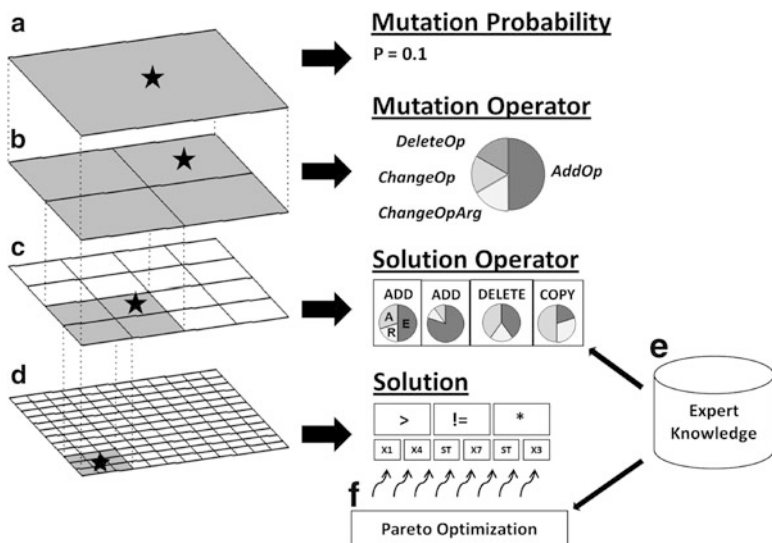 a
Mutation Probability
P = 0.1
b
Mutation Operator
DeleteOp
ChangeOp
AddOp
ChangeOpArg
c
Solution Operator
ADD ADD DELETE COPY
A E R
d
Solution
> != *
X1 X4 ST X7 ST X3
e
Expert
Knowledge
f
Pareto Optimization